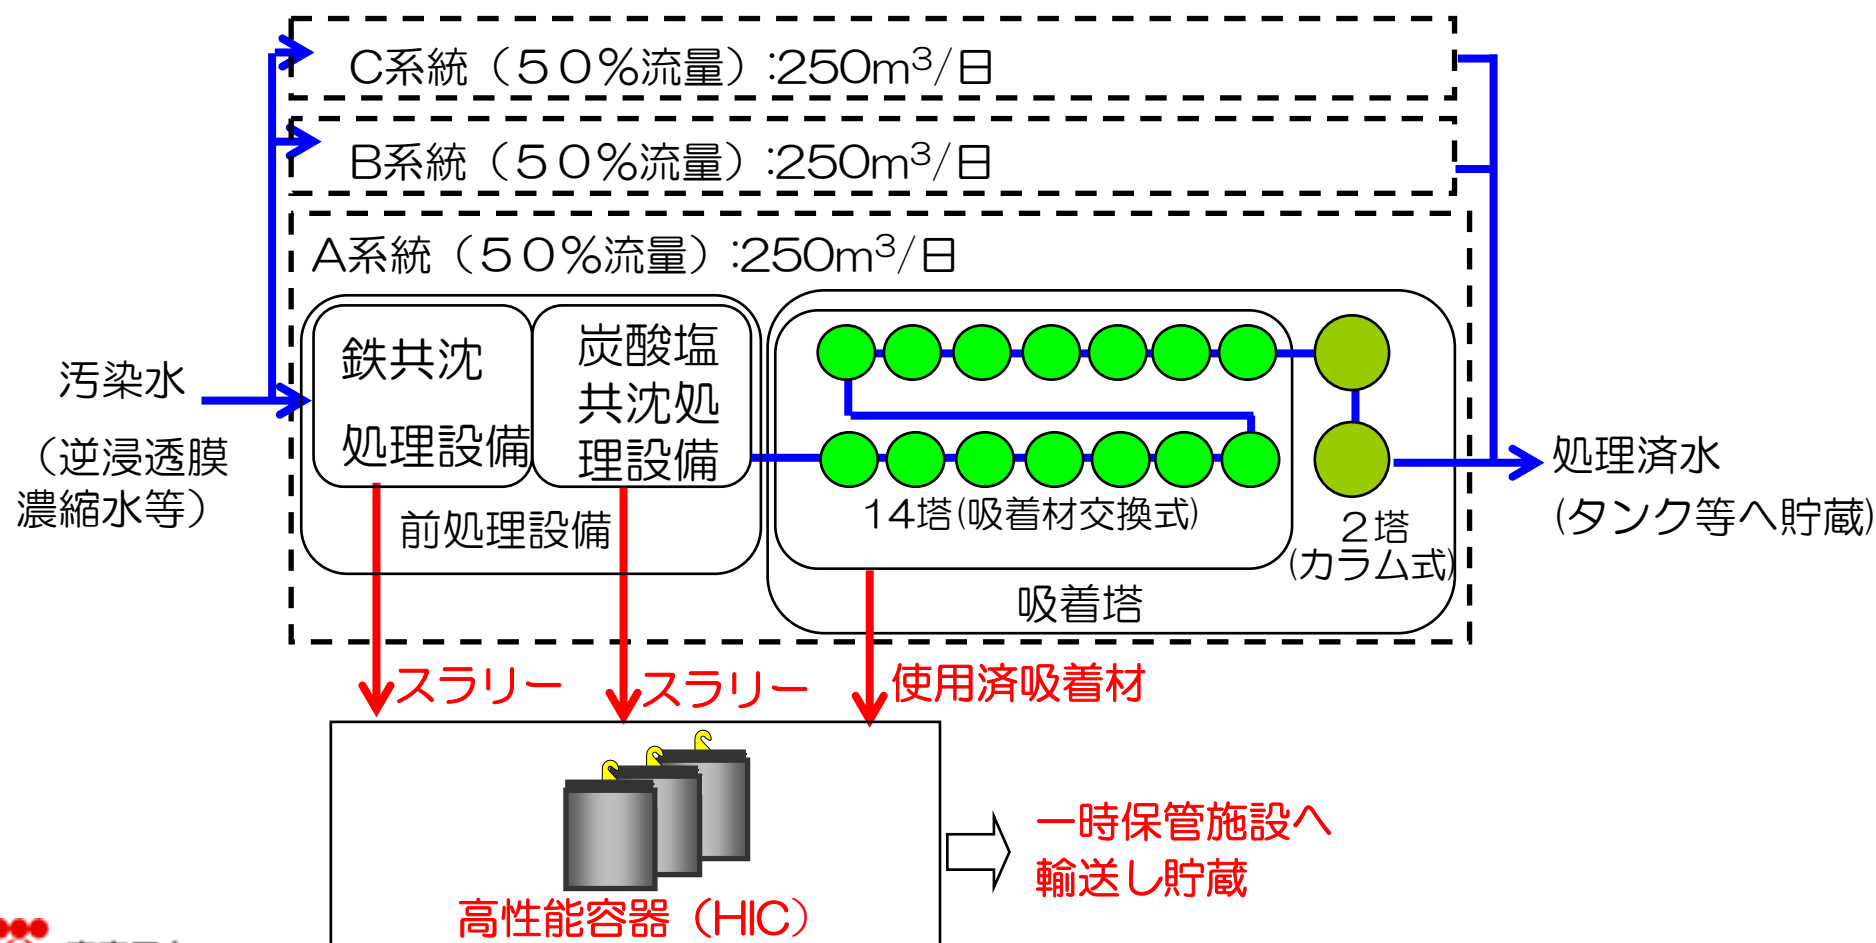 C系統（５０％流量）:250m³/日
B系統（５０％流量）:250m³/日
A系統（５０％流量）:250m³/日
鉄共沈
処理設備
炭酸塩
共沈処
理設備
前処理設備
汚染水
（逆浸透膜
濃縮水等）
14塔(吸着材交換式)
２塔
(カラム式)
吸着塔
処理済水
(タンク等へ貯蔵)
スラリー
スラリー
使用済吸着材
高性能容器（HIC）
一時保管施設へ
輸送し貯蔵